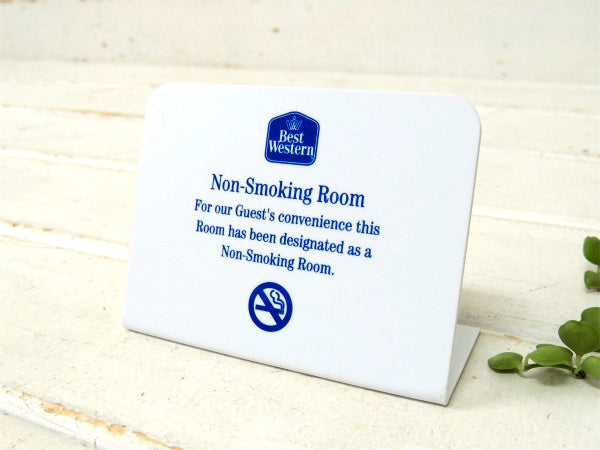 Best
Western
Non-Smoking Room
For our Guest's convenience this
Room has been designated as a
Non-Smoking Room.